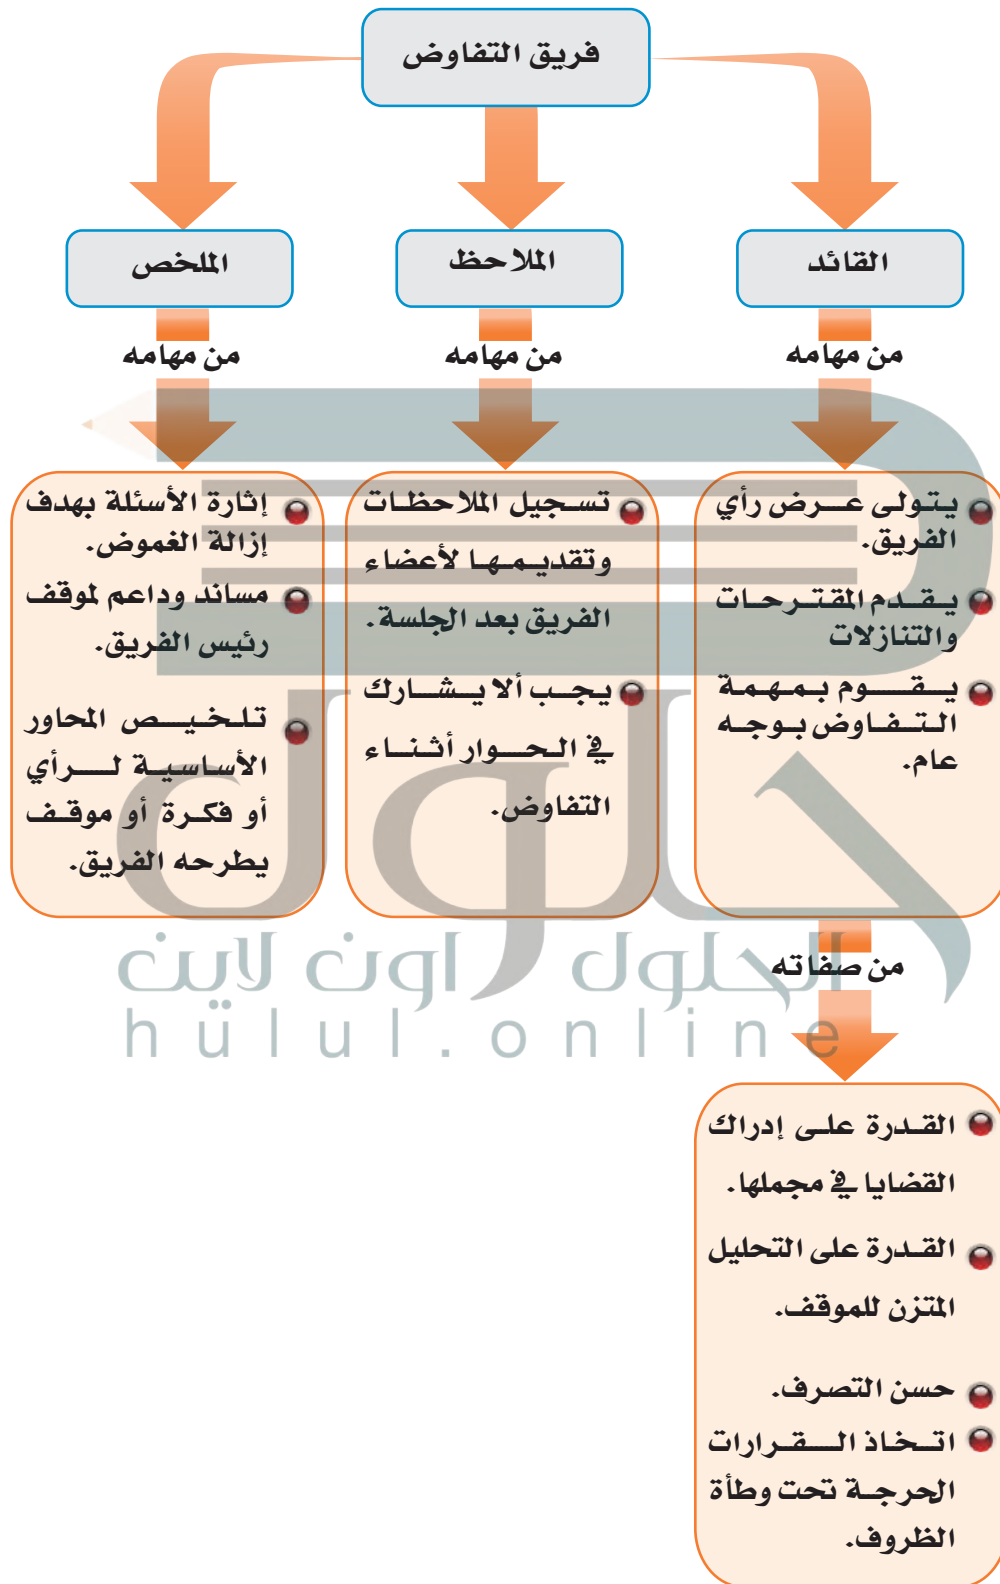 فريق التفاوض
القائد
الملاحظ
الملخص
من مهامه
من مهامه
من مهامه
يتولى عرض رأي
الفريق.
يقدم المقترحات
والتنازلات
يقوم بمهمة
التفاوض بوجه
عام.
تسجيل الملاحظات
وتقديمها لأعضاء
الفريق بعد الجلسة.
يجب ألا يشارك
في الحوار أثناء
التفاوض.
إثارة الأسئلة بهدف
إزالة الغموض.
مساند وداعم لموقف
رئيس الفريق.
تلخيص المحاور
الأساسية لرأي
أو فكرة أو موقف
يطرحه الفريق.
من صفاته
القدرة على إدراك
القضايا في مجملها.
القدرة على التحليل
المتزن للموقف.
حسن التصرف.
اتخاذ القرارات
الحرجة تحت وطأة
الظروف.
حلول
الحلول اون لاين
hülul.online